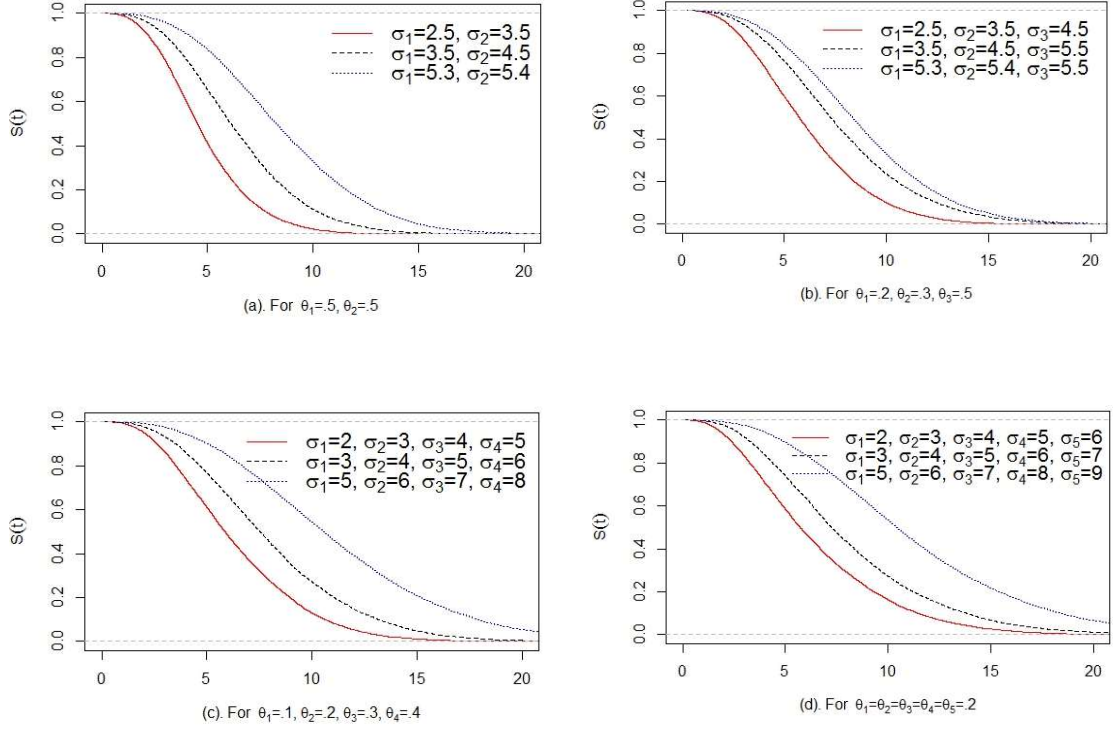 S(t)
1.0
0.8
0.6
0.4
0.2
0.0
σ1=2.5, σ2=3.5
σ1=3.5, σ2=4.5
σ1=5.3, σ2=5.4
0 5 10 15 20
(a). For θ1=.5, θ2=.5
S(t)
1.0
0.8
0.6
0.4
0.2
0.0
σ1=2.5, σ2=3.5, σ3=4.5
σ1=3.5, σ2=4.5, σ3=5.5
σ1=5.3, σ2=5.4, σ3=5.5
0 5 10 15 20
(b). For θ1=.2, θ2=.3, θ3=.5
S(t)
1.0
0.8
0.6
0.4
0.2
0.0
σ1=2, σ2=3, σ3=4, σ4=5
σ1=3, σ2=4, σ3=5, σ4=6
σ1=5, σ2=6, σ3=7, σ4=8
0 5 10 15 20
(c). For θ1=.1, θ2=.2, θ3=.3, θ4=.4
S(t)
1.0
0.8
0.6
0.4
0.2
0.0
σ1=2, σ2=3, σ3=4, σ4=5, σ5=6
σ1=3, σ2=4, σ3=5, σ4=6, σ5=7
σ1=5, σ2=6, σ3=7, σ4=8, σ5=9
0 5 10 15 20
(d). For θ1=θ2=θ3=θ4=θ5=.2